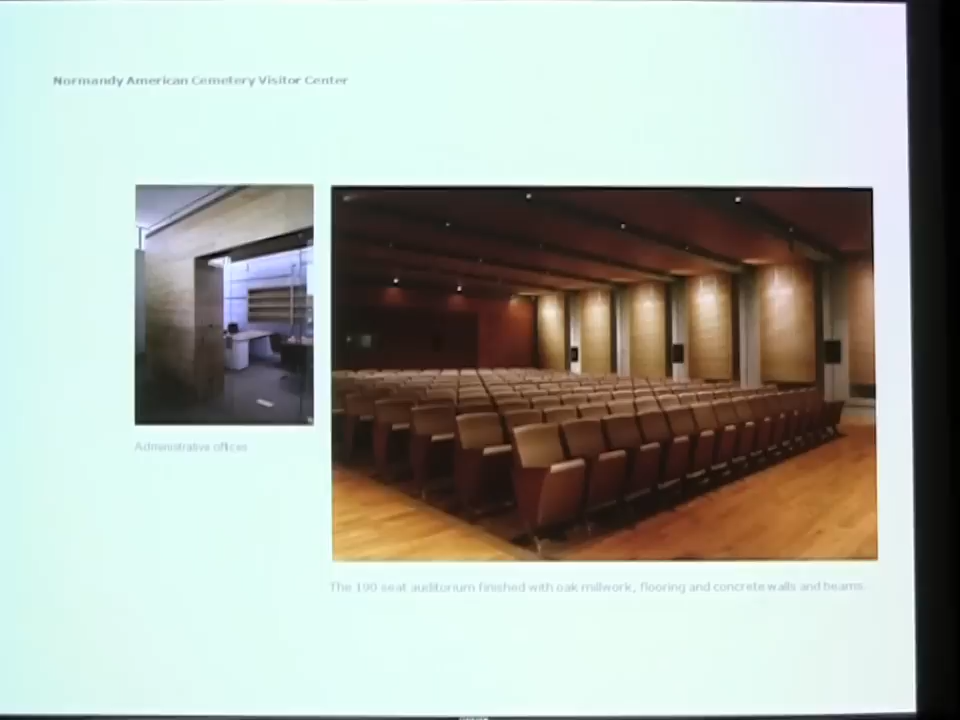 Normandy American Cemetery Visitor Center
Administrative offices
The 190 seat auditorium finished with oak millwork, flooring and concrete walls and beams.